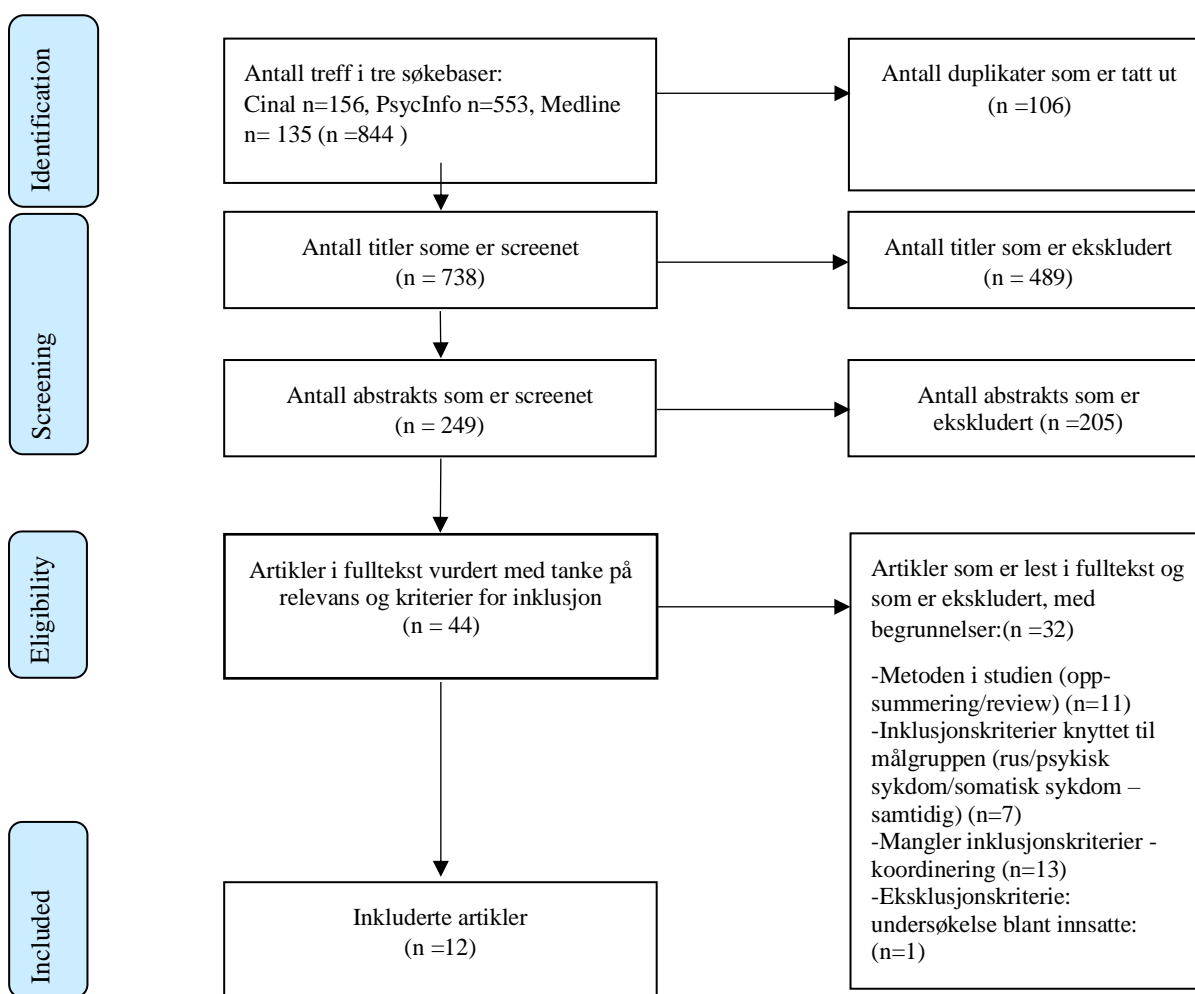 Identification
Antall treff i tre søkebaser:
Cinal n=156, PsycInfo n=553, Medline
n= 135 (n =844 )
Antall duplikater som er tatt ut
(n =106)
Screening
Antall titler some er screenet
(n = 738)
Antall titler som er ekskludert
(n = 489)
Antall abstrakts som er screenet
(n = 249)
Antall abstrakts som er
ekskludert (n =205)
Eligibility
Artikler i fulltekst vurdert med tanke på
relevans og kriterier for inklusjon
(n = 44)
Artikler som er lest i fulltekst og
som er ekskludert, med
begrunnelser:(n =32)
-Metoden i studien (opp-
summering/review) (n=11)
-Inklusjonskriterier knyttet til
målgruppen (rus/psykisk
sykdom/somatisk sykdom –
samtidig) (n=7)
-Mangler inklusjonskriterier -
koordinering (n=13)
-Eksklusjonskriterie:
undersøkelse blant innsatte:
(n=1)
Included
Inkluderte artikler
(n =12)